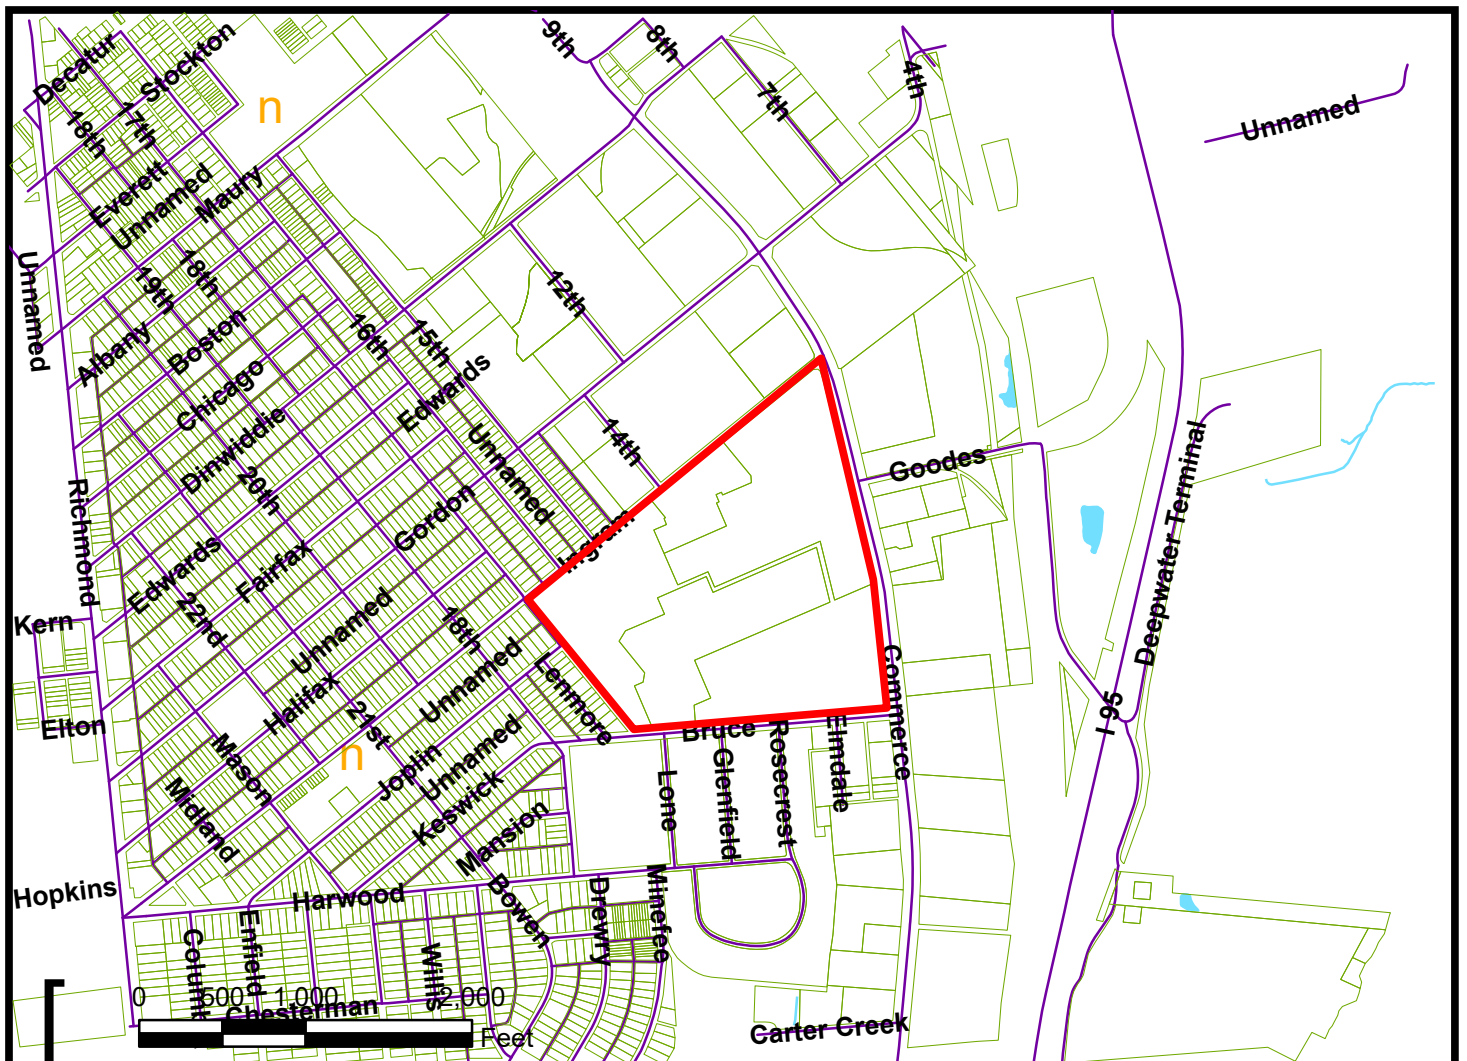 Decatur
Stockton
9th
8th
4th
7th
Unnamed
18th
17th
n
Everett
Unnamed
Maury
Unnamed
19th
18th
12th
Albany
Boston
16th
15th
Chicago
Edwards
Dinwiddie
20th
Unnamed
14th
Goodes
Richmond
Gordon
Ingram
Deepwater Terminal
Edwards
Fairfax
22nd
Kern
Unnamed
18th
Halifax
Unnamed
Lenmore
Commerce
Elton
21st
I 95
n
Bruce
Mason
Joplin
Unnamed
Lone
Glenfield
Rosecrest
Elmdale
Midland
Keswick
Mansion
Hopkins
Harwood
Bowen
Drewry
Minefee
Enfield
Willis
Chesterman
0 500 1,000 2,000
Feet
Carter Creek